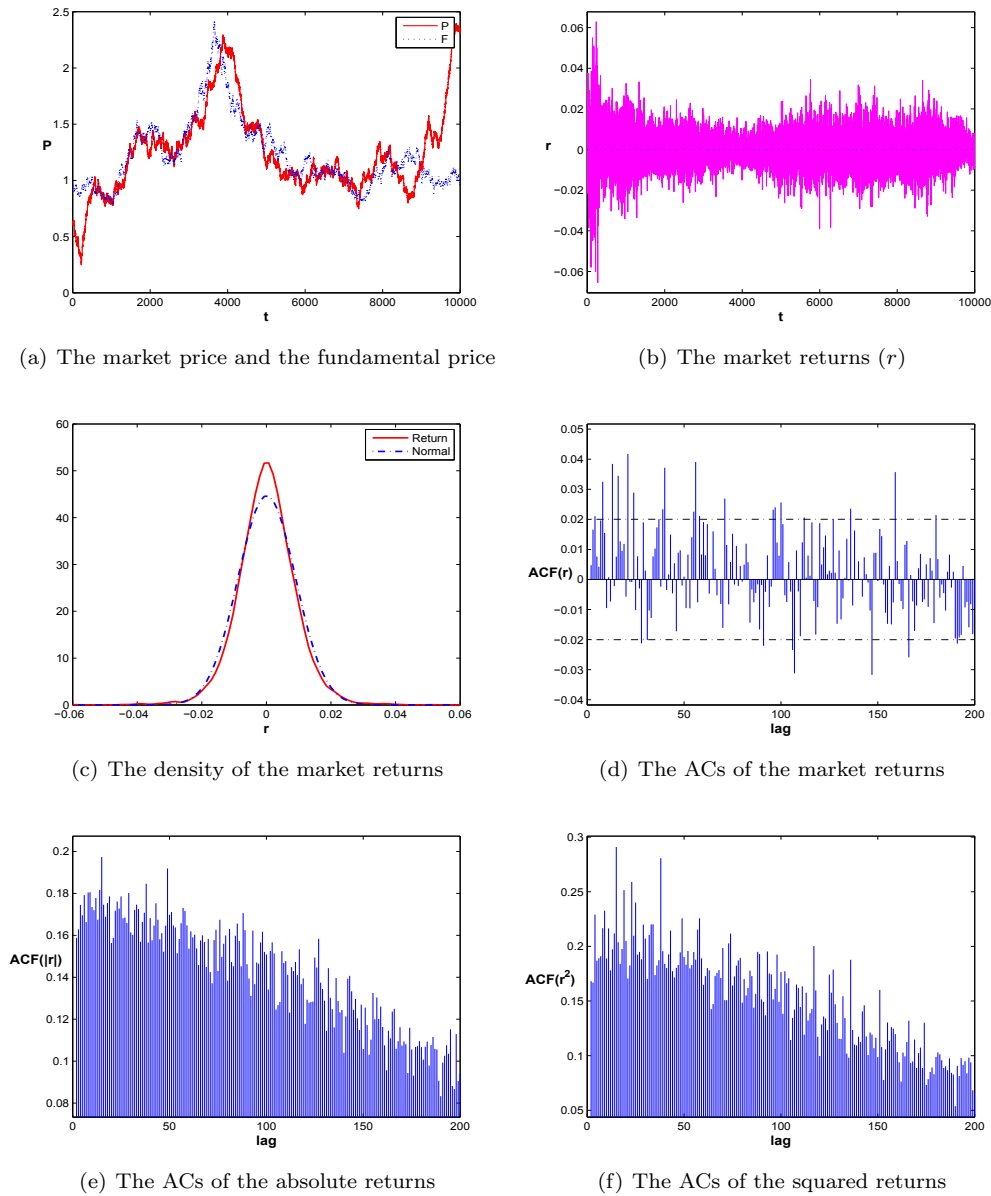 2.5
2
1.5
1
0.5
0
P
P
F
0 2000 4000 6000 8000 10000
t
(a) The market price and the fundamental price
0.06
0.04
0.02
0
−0.02
−0.04
−0.06
r
0 2000 4000 6000 8000 10000
t
(b) The market returns (r)
60
50
40
30
20
10
0
Return
Normal
−0.06 −0.04 −0.02 0 0.02 0.04 0.06
r
(c) The density of the market returns
0.05
0.04
0.03
0.02
0.01
0
−0.01
−0.02
−0.03
−0.04
ACF(r)
0 50 100 150 200
lag
(d) The ACs of the market returns
0.2
0.18
0.16
0.14
0.12
0.1
0.08
ACF(|r|)
0 50 100 150 200
lag
(e) The ACs of the absolute returns
0.3
0.25
0.2
0.15
0.1
0.05
ACF(r²)
0 50 100 150 200
lag
(f) The ACs of the squared returns